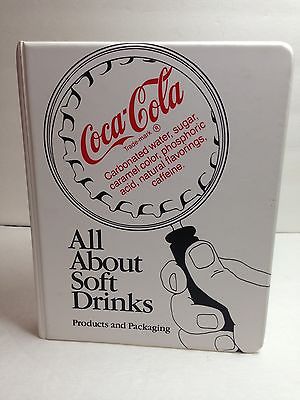 Coca-Cola
Trade-mark ®
Carbonated water, sugar,
caramel color, phosphoric
acid, natural flavorings,
caffeine.
All
About
Soft
Drinks
Products and Packaging